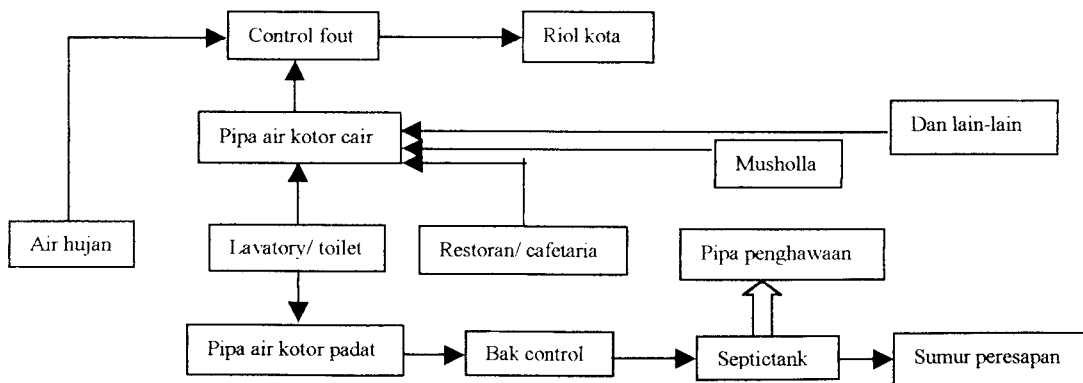 Control fout
Riol kota
Pipa air kotor cair
Dan lain-lain
Musholla
Air hujan
Lavatory/ toilet
Restoran/ cafetaria
Pipa penghawaan
Pipa air kotor padat
Bak control
Septictank
Sumur peresapan